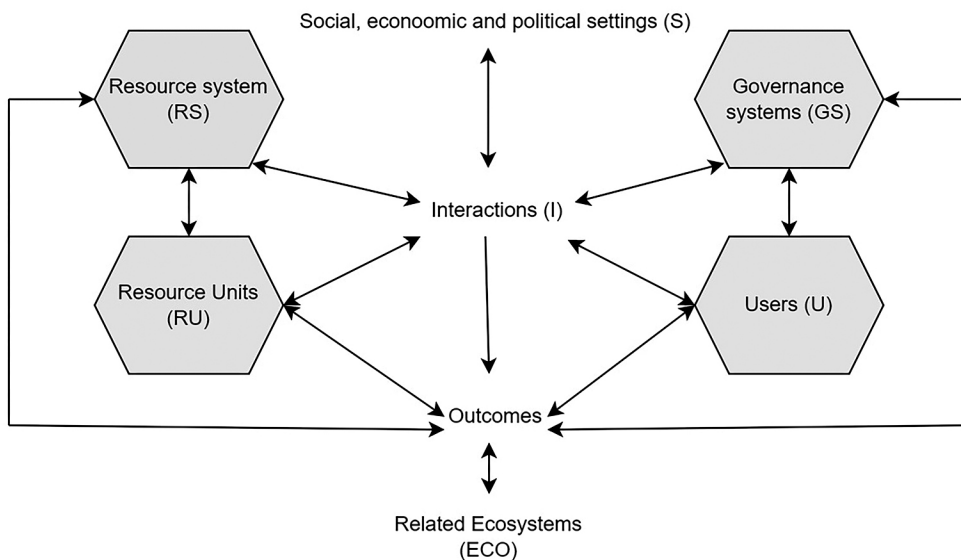 Social, econoomic and political settings (S)
Resource system
(RS)
Governance
systems (GS)
Interactions (I)
Resource Units
(RU)
Users (U)
Outcomes
Related Ecosystems
(ECO)